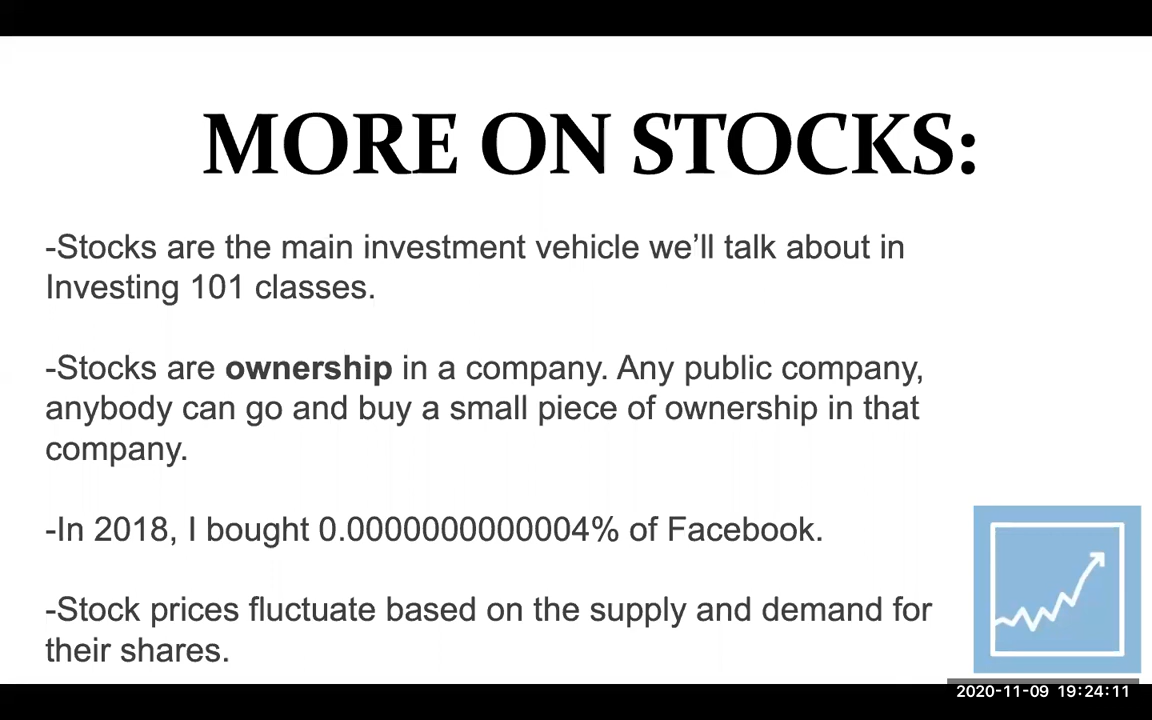 MORE ON STOCKS:
-Stocks are the main investment vehicle we’ll talk about in
Investing 101 classes.
-Stocks are ownership in a company. Any public company,
anybody can go and buy a small piece of ownership in that
company.
-In 2018, I bought 0.0000000000004% of Facebook.
-Stock prices fluctuate based on the supply and demand for
their shares.
2020-11-09 19:24:11